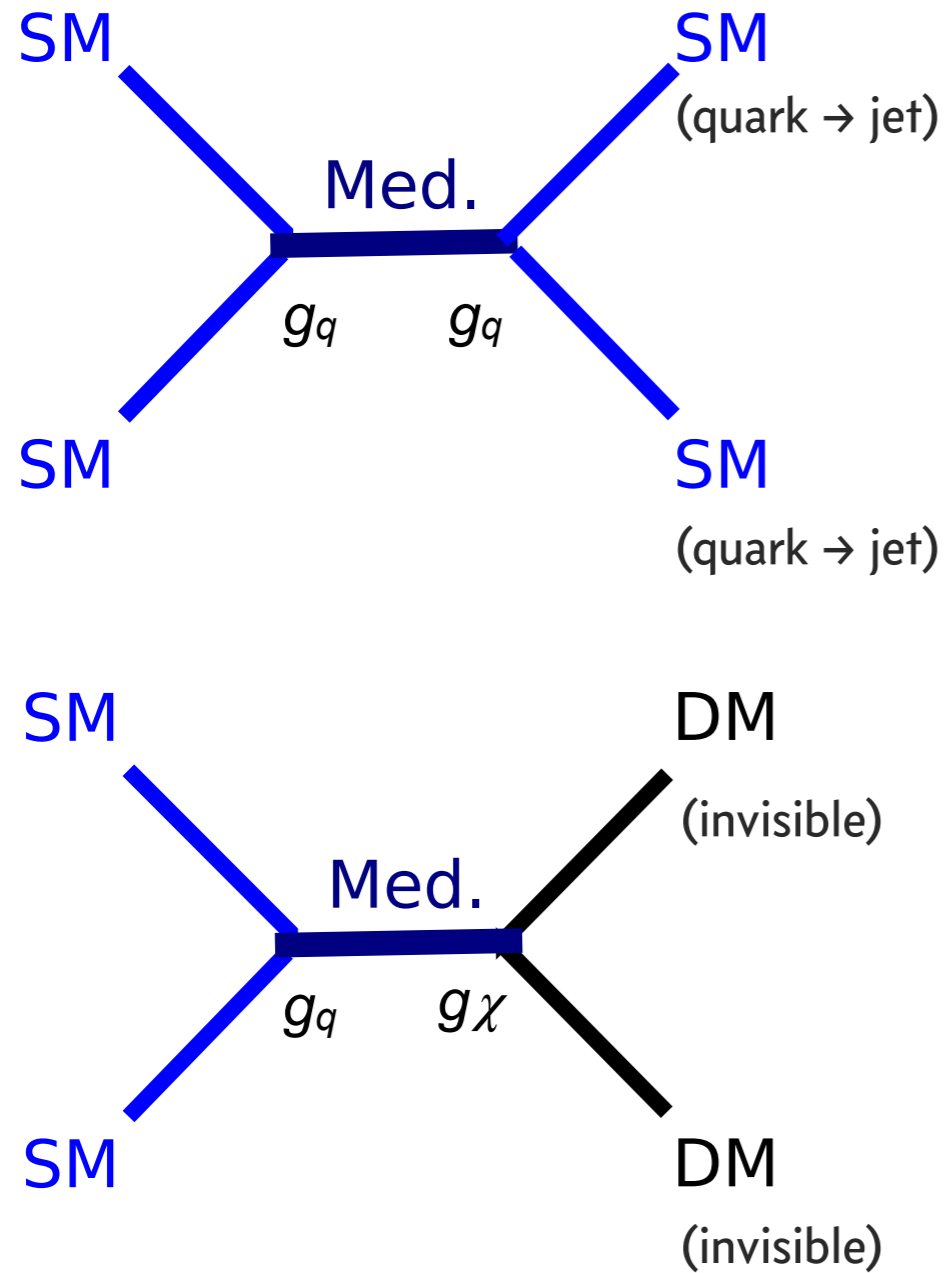 SM SM
(quark → jet)
Med.
gq gq
SM SM
(quark → jet)
SM DM
(invisible)
Med.
gq gχ
SM DM
(invisible)